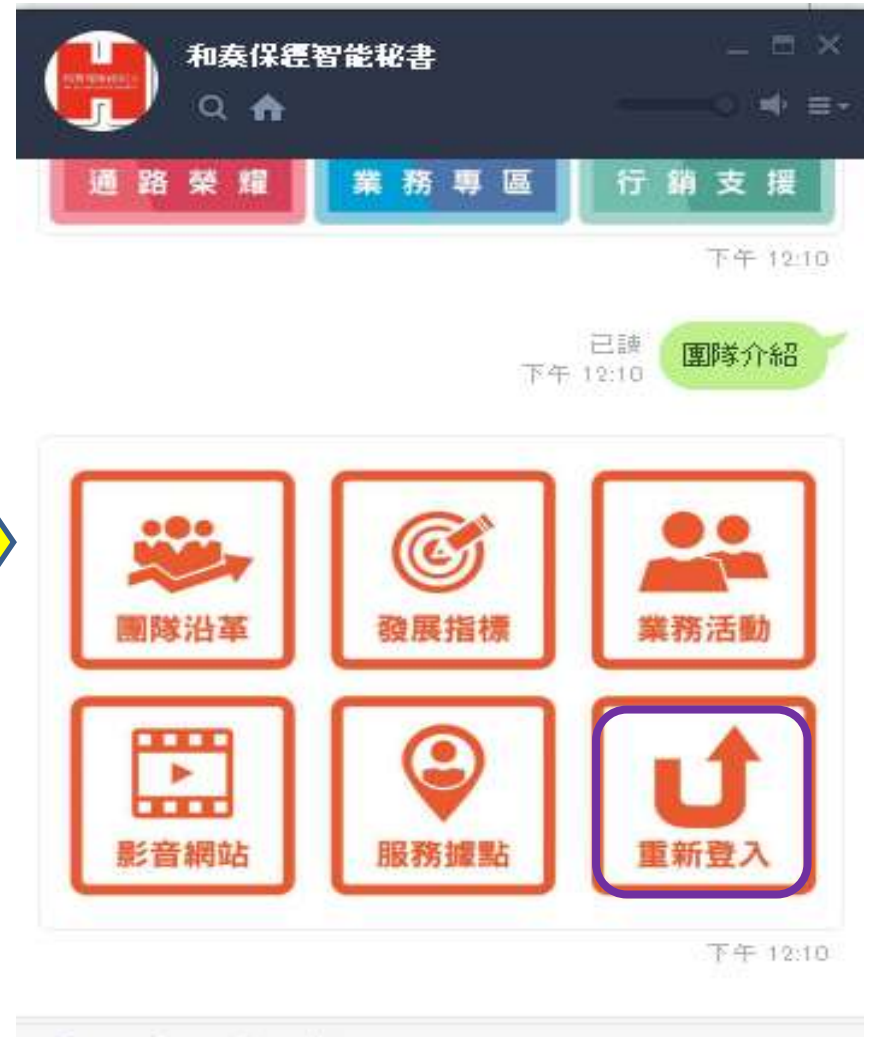 和泰保經智能秘書
通路榮耀 業務專區 行銷支援
下午 12:10
已讀
下午 12:10
團隊介紹
團隊沿革 發展指標 業務活動
影音網站 服務據點 重新登入
下午 12:10